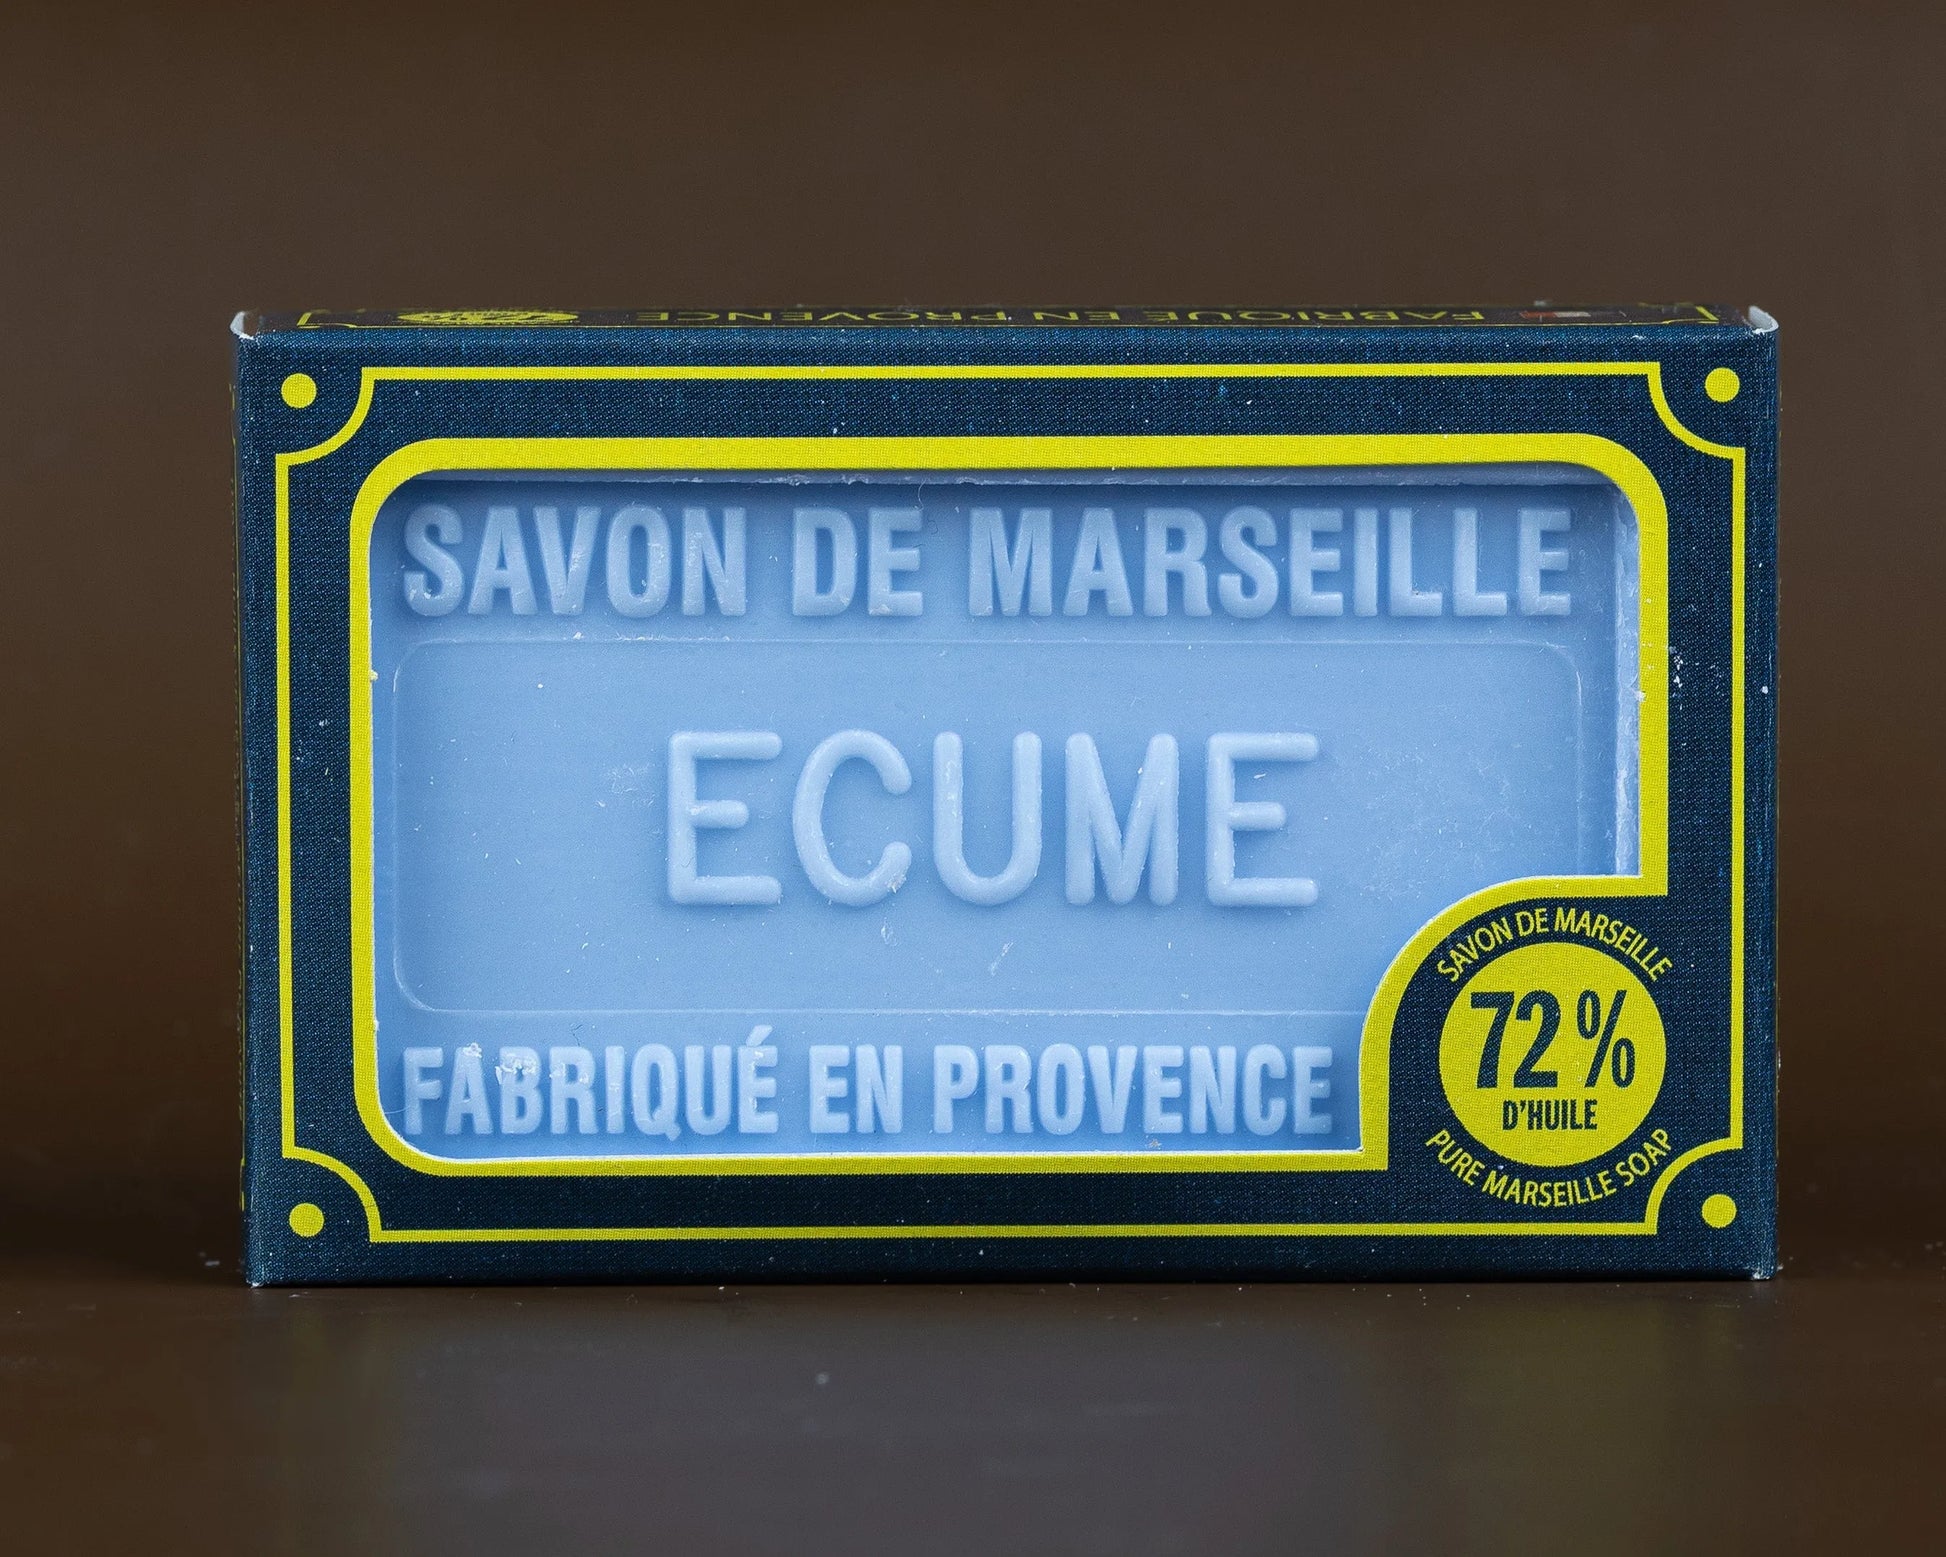 FABRIQUÉ EN PROVENCE
SAVON DE MARSEILLE
ECUME
FABRIQUÉ EN PROVENCE
SAVON DE MARSEILLE
72%
D'HUILE
PURE MARSEILLE SOAP